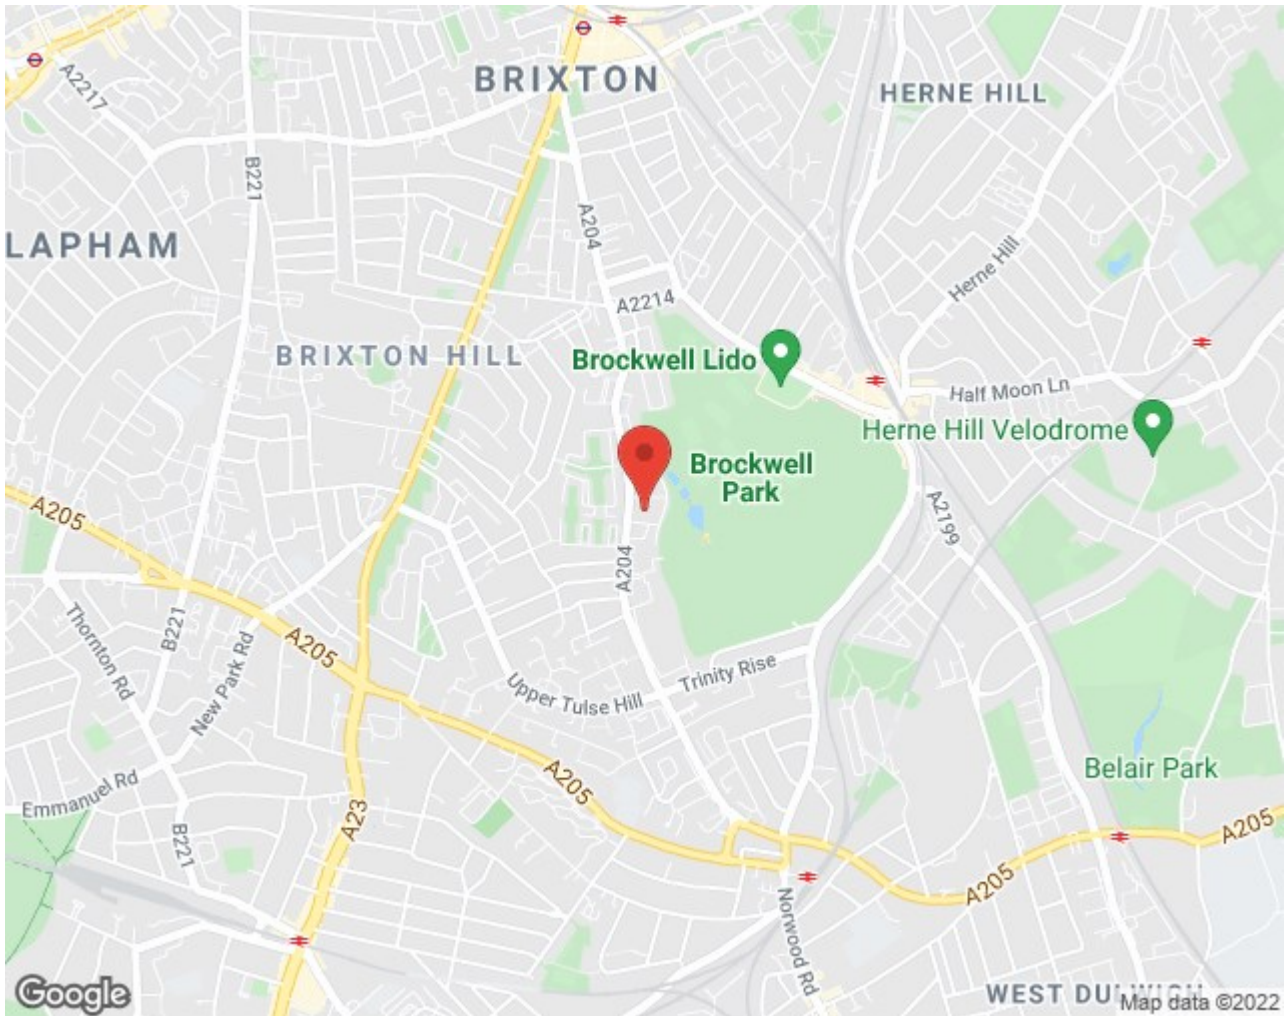 BRIXTON
HERNE HILL
A2217
B221
A204
LAPHAM
Herne Hill
A2214
BRIXTON HILL
Brockwell Lido
Half Moon Ln
Herne Hill Velodrome
Brockwell
Park
A205
A2199
A204
B221
Thornton Rd
New Park Rd
A205
Upper Tulse Hill
Trinity Rise
Belair Park
A205
Emmanuel Rd
A23
B221
A205
A205
Norwood Rd
WEST DULWICH
Google
Map data ©2022